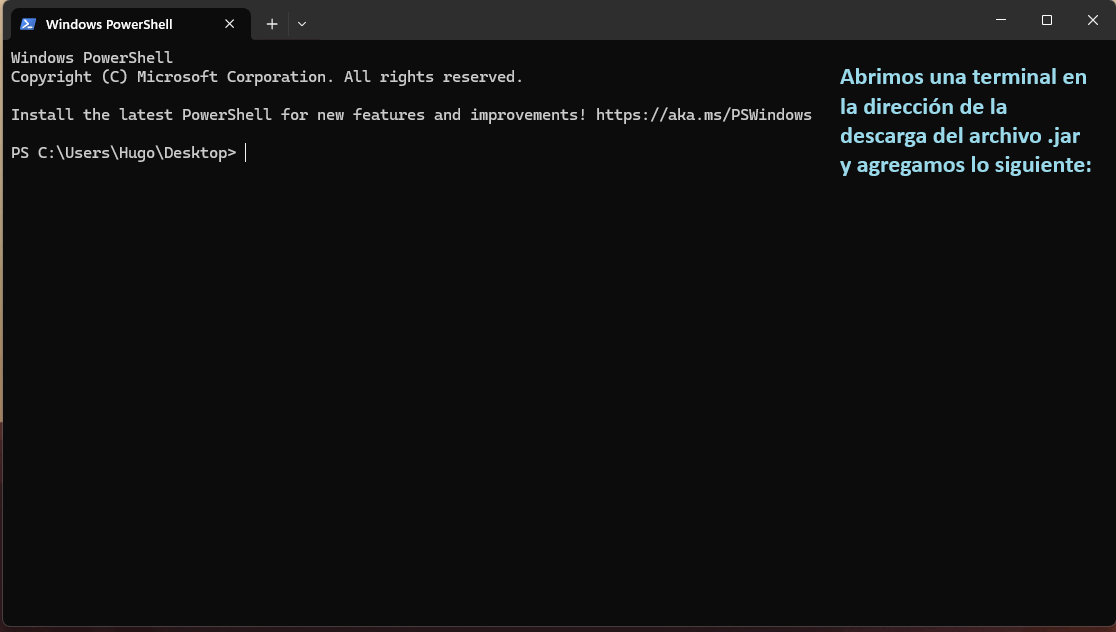 Windows PowerShell
Windows PowerShell
Copyright (C) Microsoft Corporation. All rights reserved.
Install the latest PowerShell for new features and improvements! https://aka.ms/PSWindows
PS C:\Users\Hugo\Desktop>
Abrimos una terminal en
la dirección de la
descarga del archivo .jar
y agregamos lo siguiente: